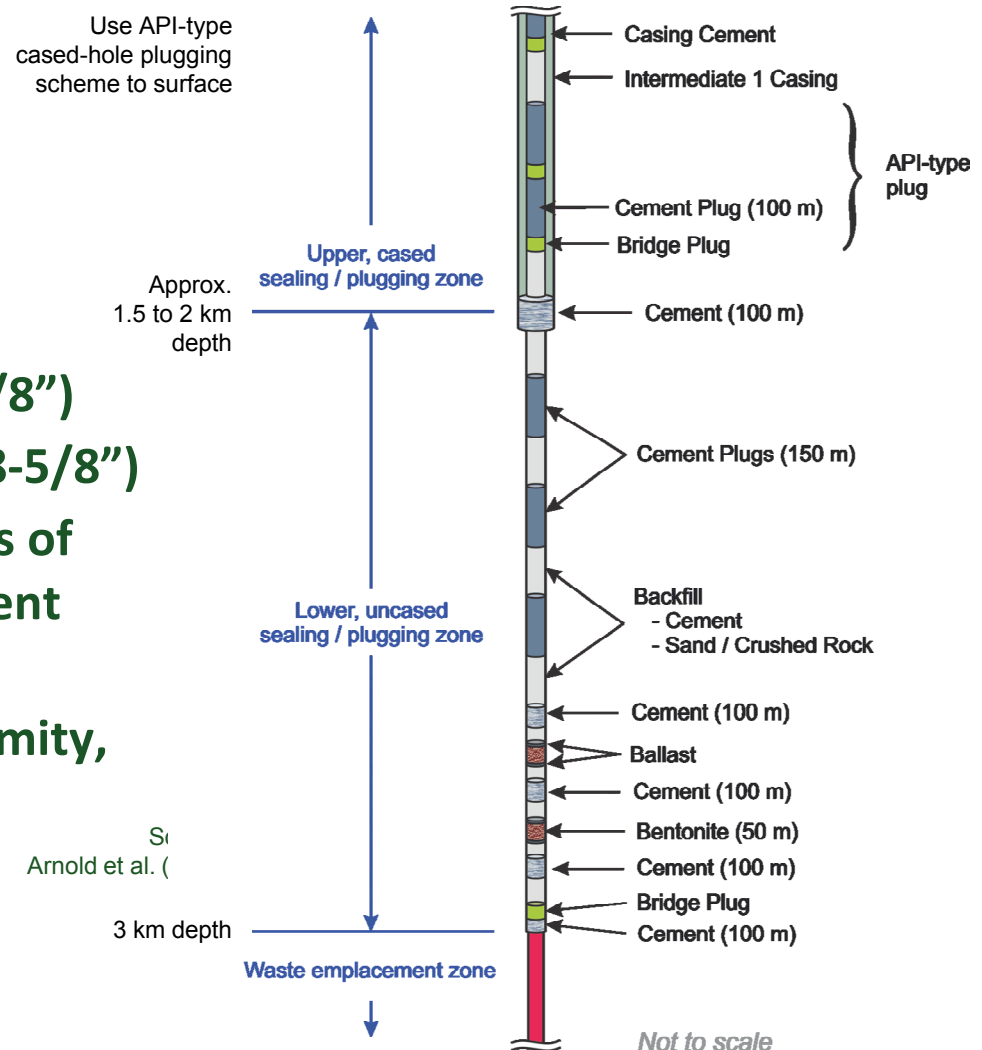 Use API-type
cased-hole plugging
scheme to surface
Casing Cement
Intermediate 1 Casing
API-type
plug
Cement Plug (100 m)
Bridge Plug
Upper, cased
sealing / plugging zone
Approx.
1.5 to 2 km
depth
Cement (100 m)
/8”)
-5/8”)
Cement Plugs (150 m)
s of
ent
Backfill
- Cement
- Sand / Crushed Rock
Lower, uncased
sealing / plugging zone
Cement (100 m)
mity,
Ballast
Cement (100 m)
Bentonite (50 m)
Arnold et al. (
Cement (100 m)
Bridge Plug
Cement (100 m)
3 km depth
Waste emplacement zone
Not to scale